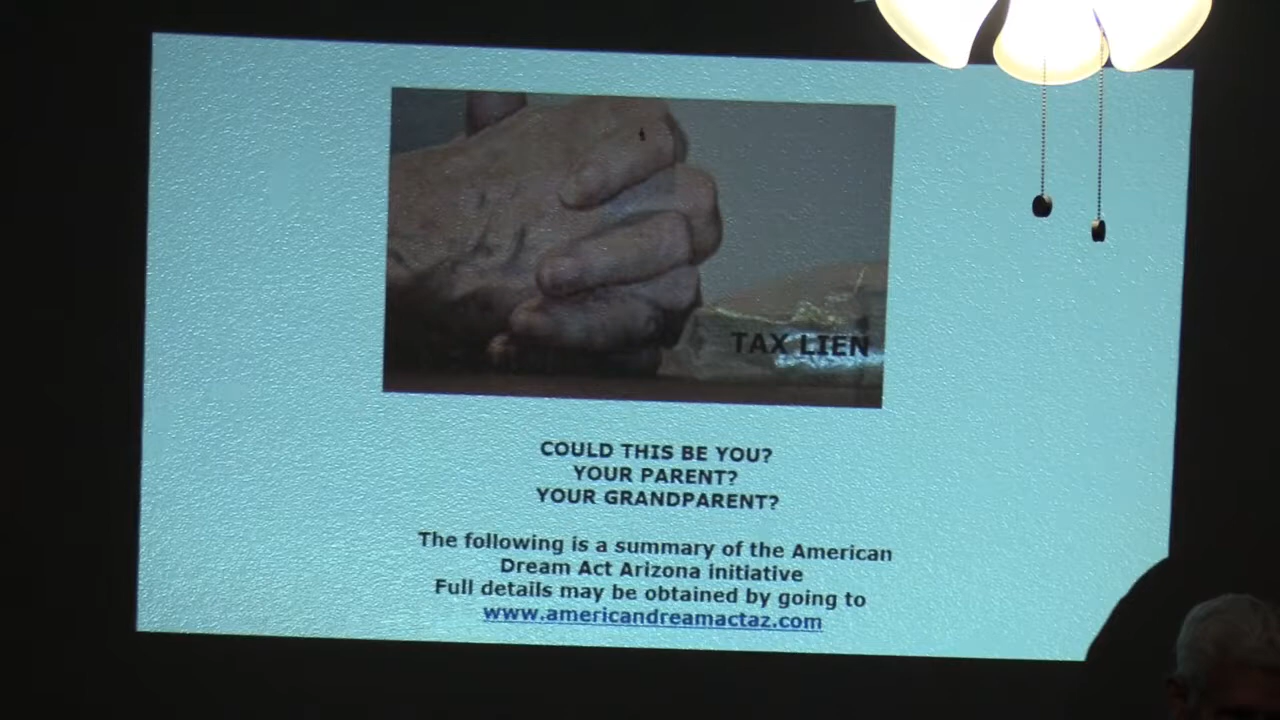 TAX LIEN
COULD THIS BE YOU?
YOUR PARENT?
YOUR GRANDPARENT?
The following is a summary of the American
Dream Act Arizona initiative
Full details may be obtained by going to
www.americandreamactaz.com